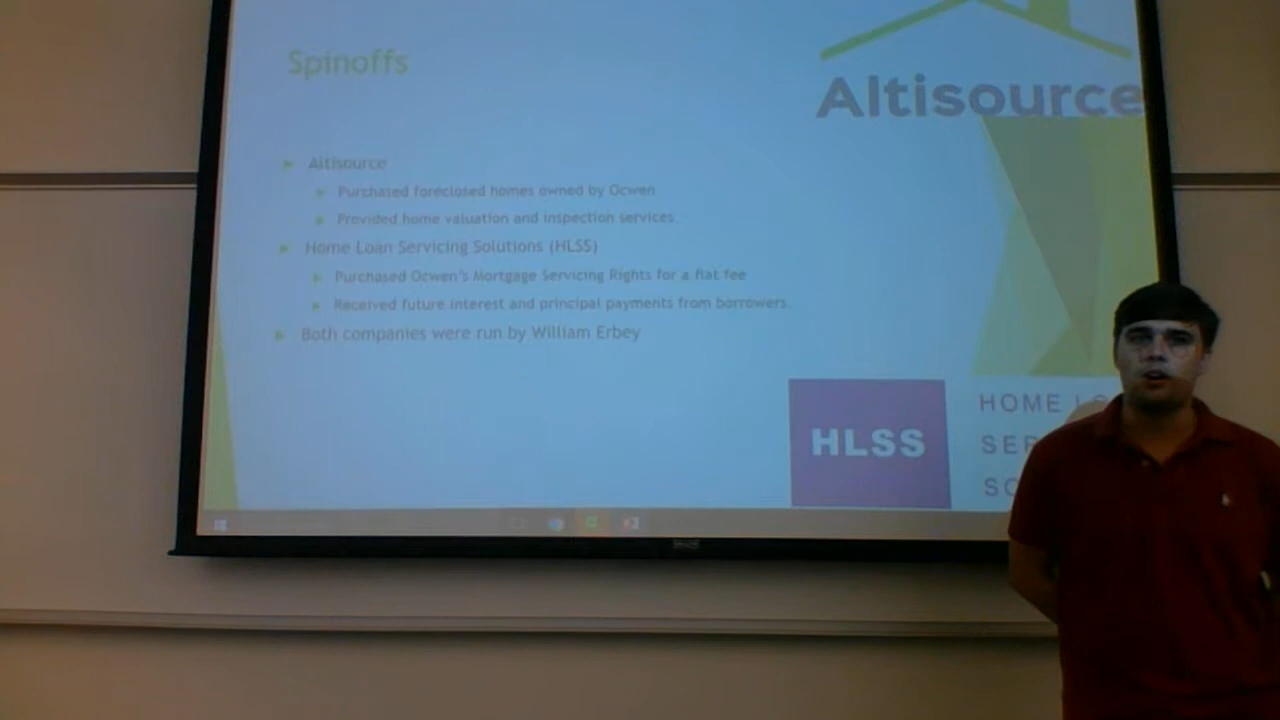 Spinoffs
Altisource
Altisource
Purchased foreclosed homes owned by Ocwen
Provided home valuation and inspection services.
Home Loan Servicing Solutions (HLSS)
Purchased Ocwen's Mortgage Servicing Rights for a flat fee
Received future interest and principal payments from borrowers.
Both companies were run by William Erbey
HLSS
HOME LO
SER
SO